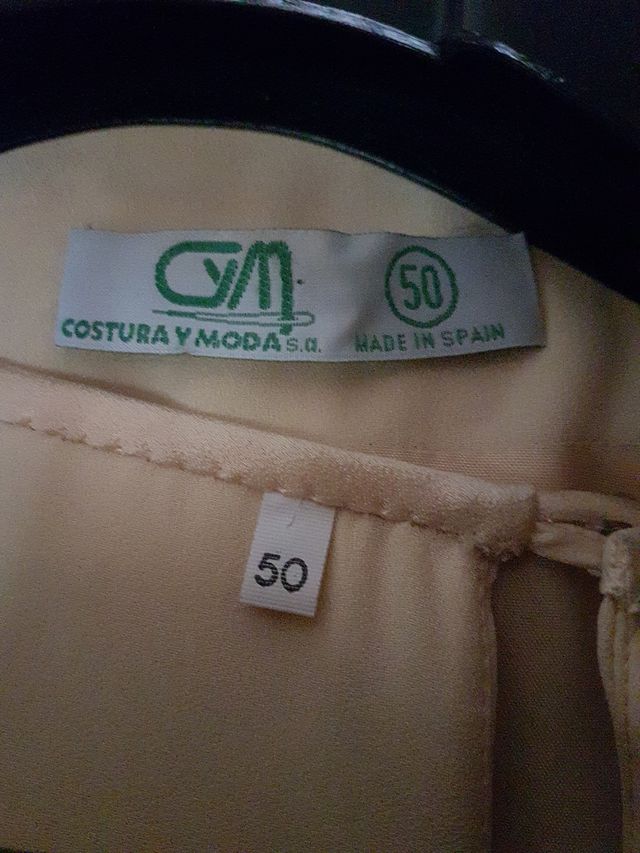 CYM.
COSTURA Y MODA s.a.
50
MADE IN SPAIN
50